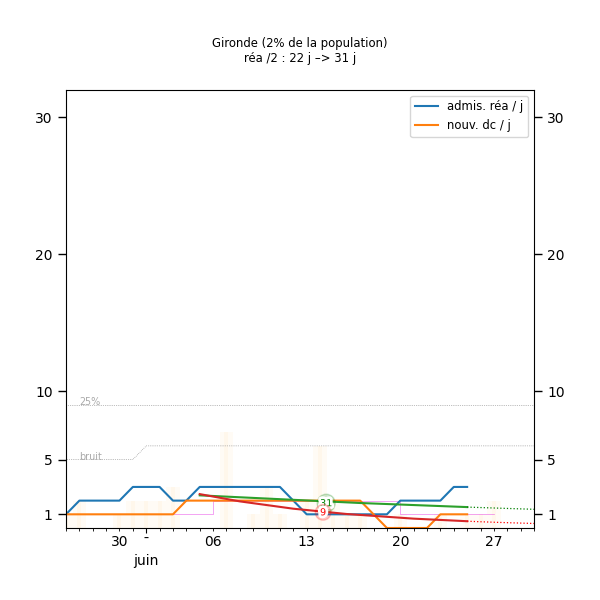 Gironde (2% de la population)
réa /2 : 22 j –> 31 j
admis. réa / j
nouv. dc / j
30 30
20 20
10 10
25%
bruit
5 5
31
9
1 1
30 - 06 13 20 27
juin